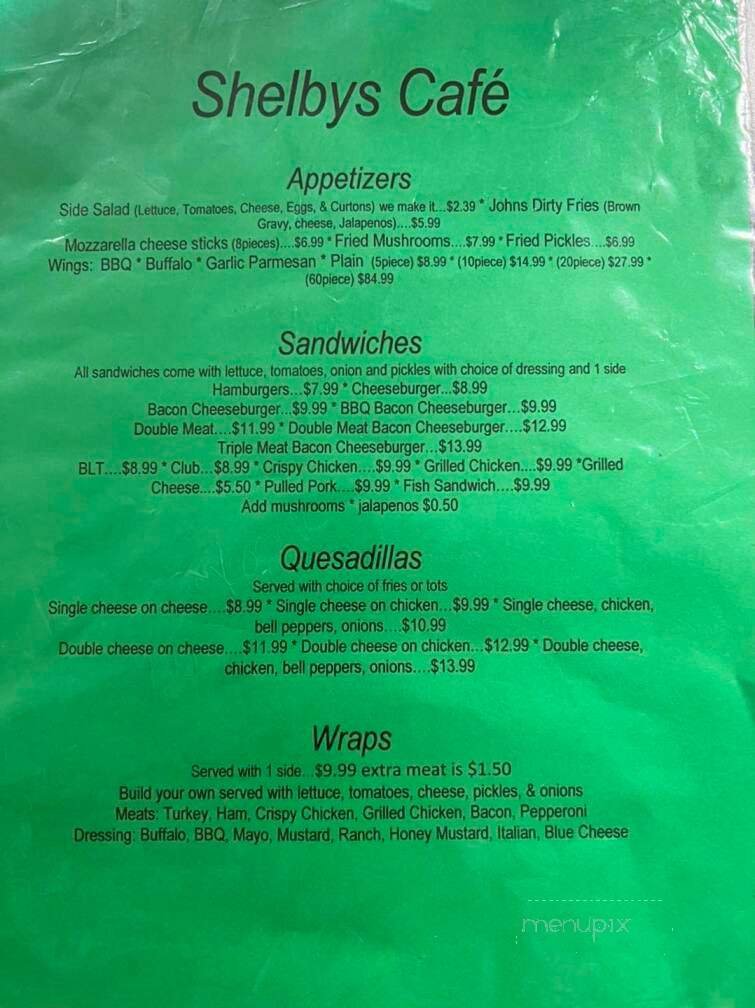 Shelbys Café
Appetizers
Side Salad (Lettuce, Tomatoes, Cheese, Eggs, & Curtons) we make it...$2.39 * Johns Dirty Fries (Brown
Gravy, cheese, Jalapenos)....$5.99
Mozzarella cheese sticks (8pieces)....$6.99 * Fried Mushrooms....$7.99 * Fried Pickles....$6.99
Wings: BBQ * Buffalo * Garlic Parmesan * Plain (5piece) $8.99 * (10piece) $14.99 * (20piece) $27.99 *
(60piece) $84.99
Sandwiches
All sandwiches come with lettuce, tomatoes, onion and pickles with choice of dressing and 1 side
Hamburgers...$7.99 * Cheeseburger...$8.99
Bacon Cheeseburger...$9.99 * BBQ Bacon Cheeseburger...$9.99
Double Meat....$11.99 * Double Meat Bacon Cheeseburger....$12.99
Triple Meat Bacon Cheeseburger...$13.99
BLT....$8.99 * Club...$8.99 * Crispy Chicken....$9.99 * Grilled Chicken....$9.99 *Grilled
Cheese....$5.50 * Pulled Pork....$9.99 * Fish Sandwich....$9.99
Add mushrooms * jalapenos $0.50
Quesadillas
Served with choice of fries or tots
Single cheese on cheese....$8.99 * Single cheese on chicken...$9.99 * Single cheese, chicken,
bell peppers, onions....$10.99
Double cheese on cheese....$11.99 * Double cheese on chicken...$12.99 * Double cheese,
chicken, bell peppers, onions....$13.99
Wraps
Served with 1 side...$9.99 extra meat is $1.50
Build your own served with lettuce, tomatoes, cheese, pickles, & onions
Meats: Turkey, Ham, Crispy Chicken, Grilled Chicken, Bacon, Pepperoni
Dressing: Buffalo, BBQ, Mayo, Mustard, Ranch, Honey Mustard, Italian, Blue Cheese
menupix